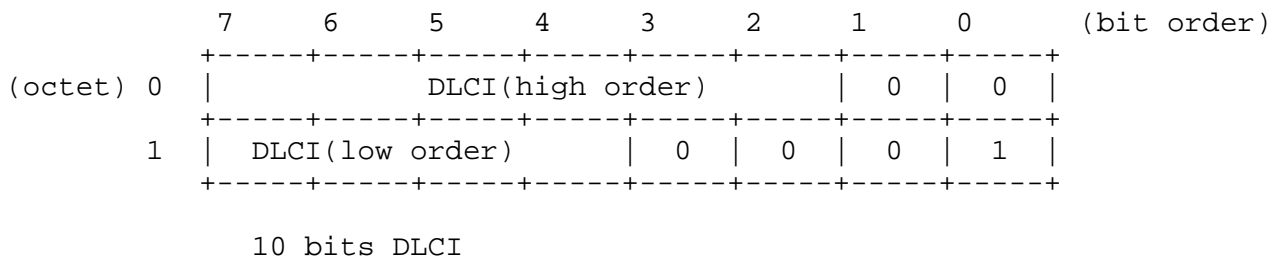 7 6 5 4 3 2 1 0 (bit order)
+-----+-----+-----+-----+-----+-----+-----+-----+
(octet) 0 | DLCI(high order) | 0 | 0 |
+-----+-----+-----+-----+-----+-----+-----+-----+
1 | DLCI(low order) | 0 | 0 | 0 | 1 |
+-----+-----+-----+-----+-----+-----+-----+-----+
10 bits DLCI